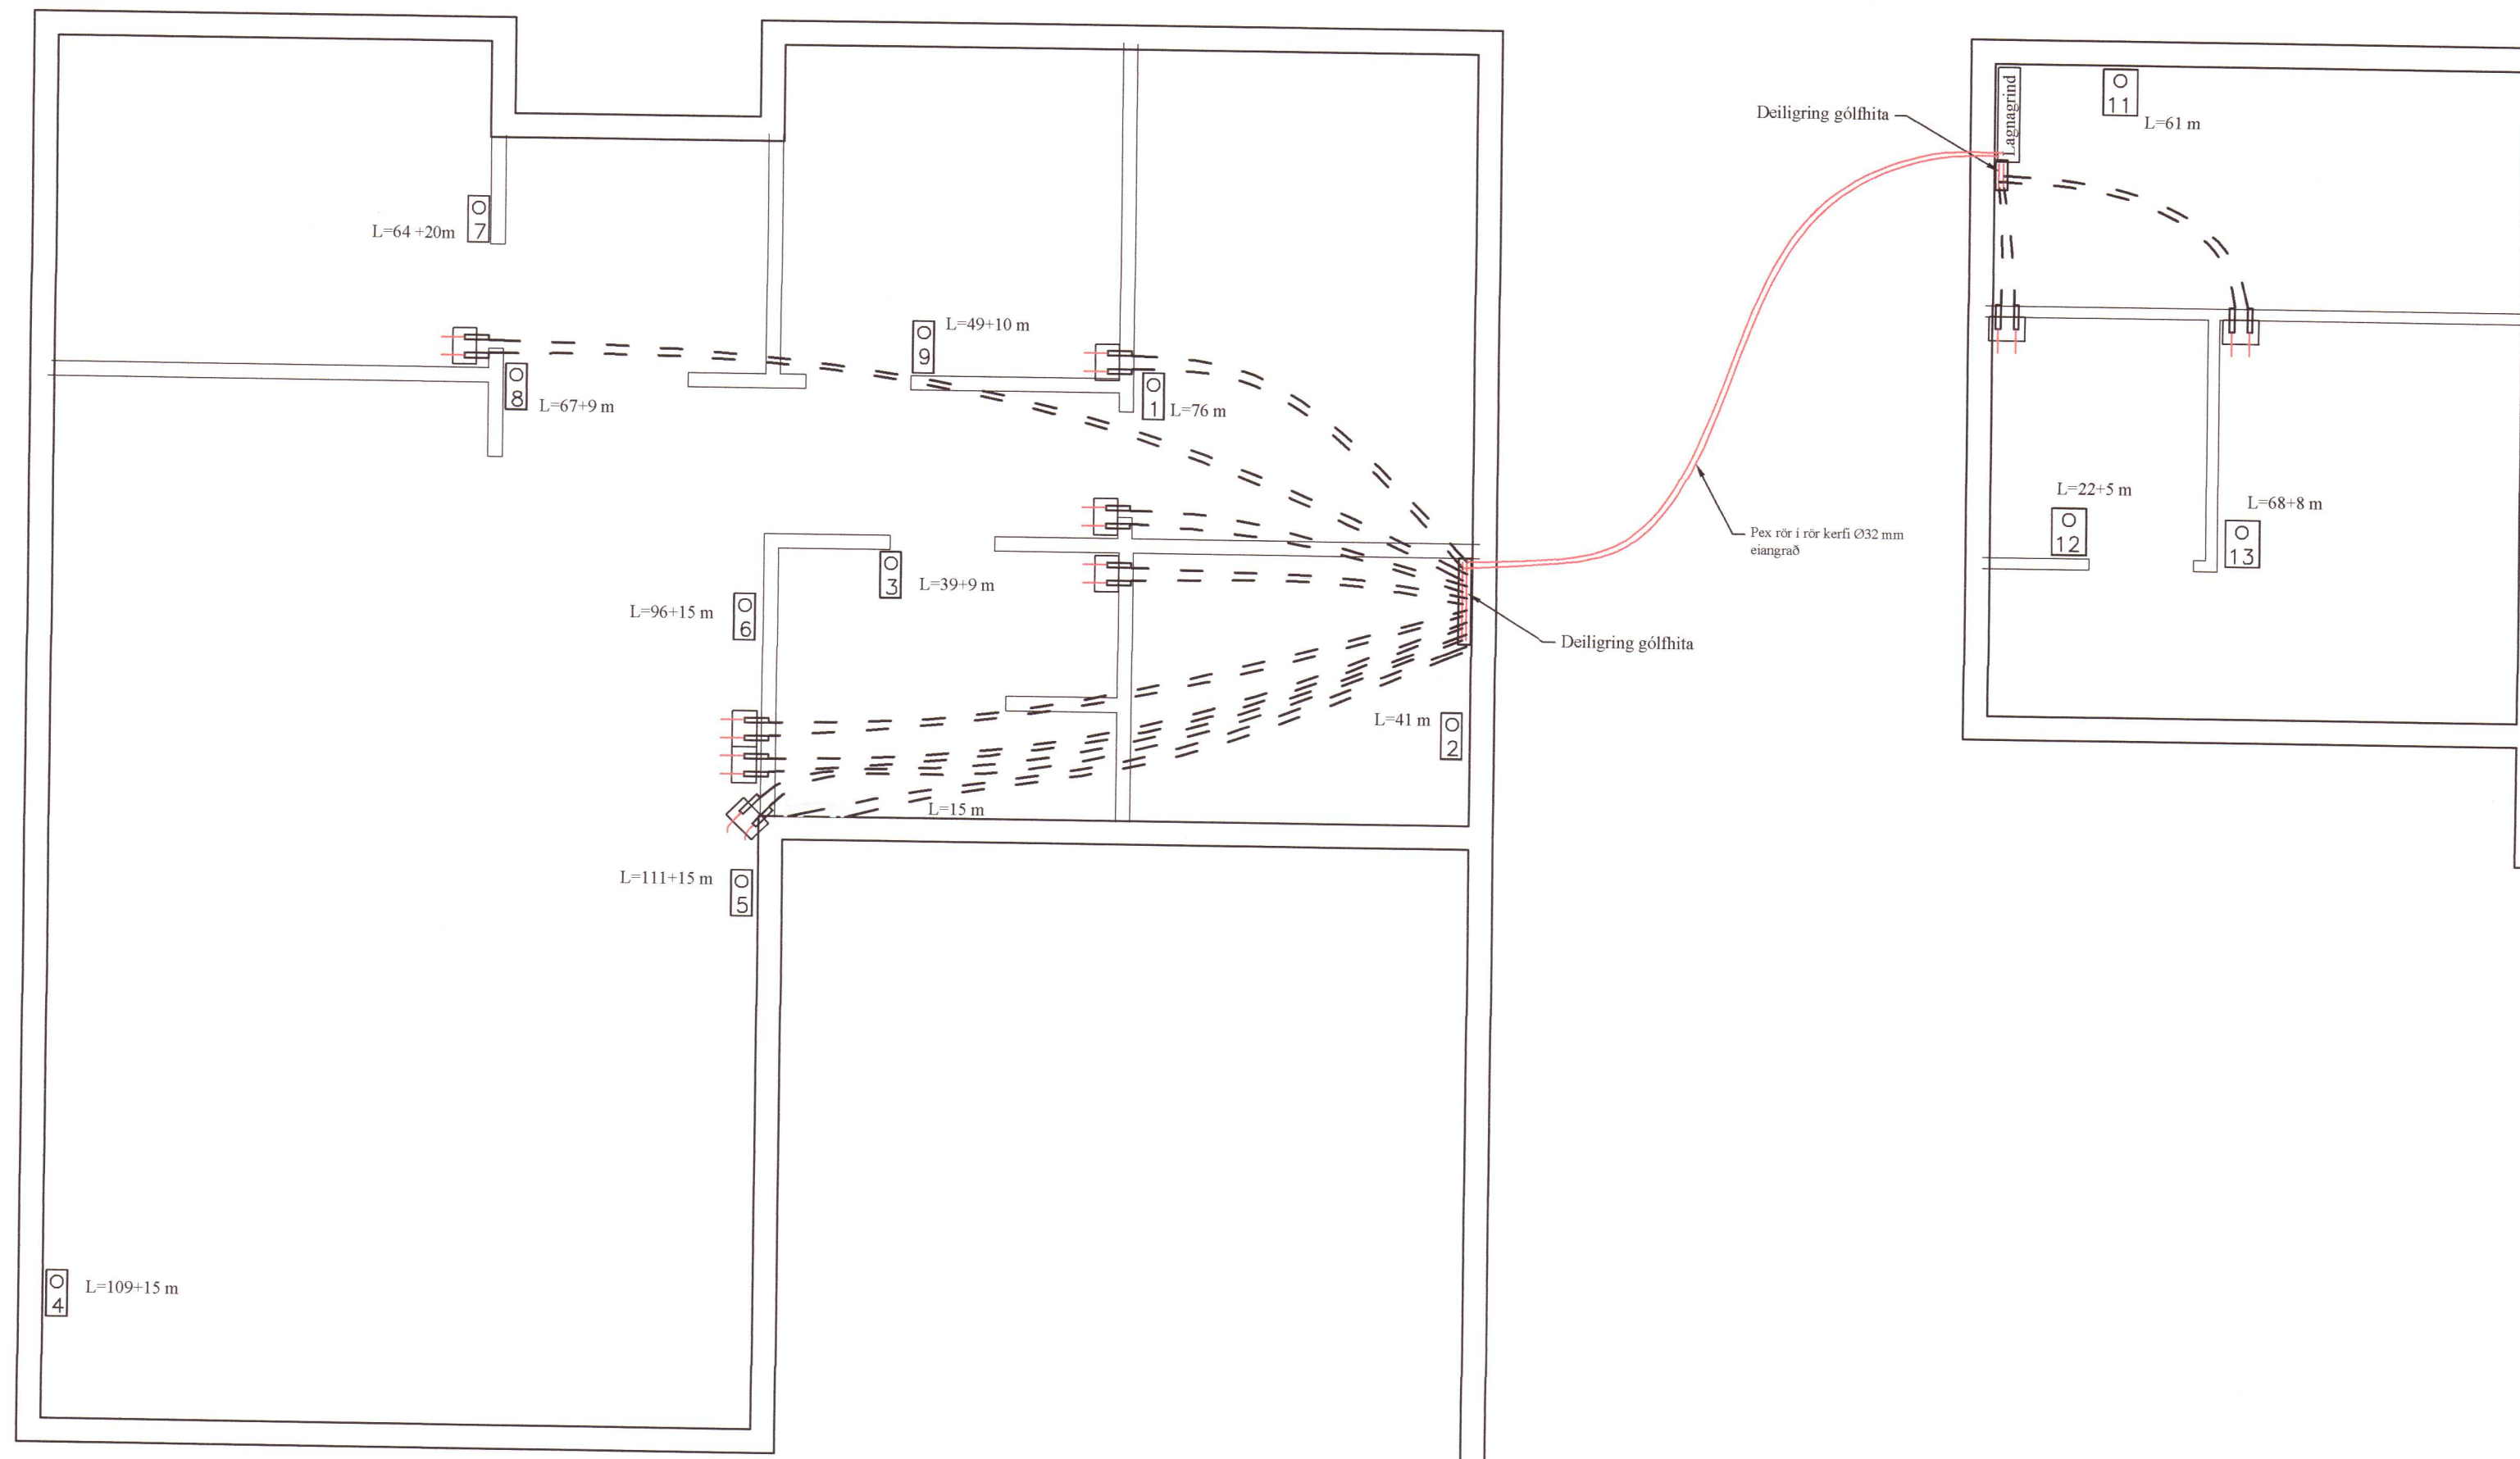 Lagnagrind
11
L=61 m
Deiligring gólfhita
7
L=64 +20m
L=49+10 m
9
8
L=67+9 m
1
L=76 m
L=22+5 m
12
L=68+8 m
13
Pex rör í rör kerfi Ø32 mm
eiangrað
3
L=39+9 m
L=96+15 m
6
Deiligring gólfhita
L=41 m
2
L=15 m
L=111+15 m
5
4
L=109+15 m